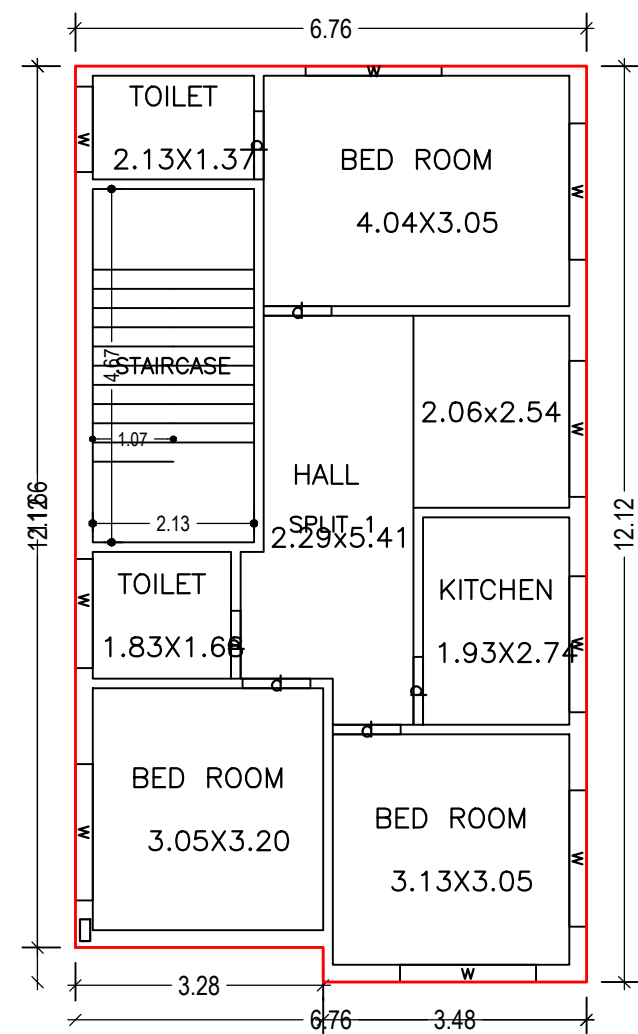 6.76
W
TOILET
2.13X1.37
W
d
BED ROOM
4.04X3.05
W
d
4.67
STAIRCASE
1.07
2.13
2.06x2.54
W
HALL
SPLIT 1
2.29x5.41
12.12
TOILET
1.83X1.68
W
d
KITCHEN
1.93X2.74
W
d
d
d
BED ROOM
3.05X3.20
W
BED ROOM
3.13X3.05
W
W
3.28
6.76
3.48